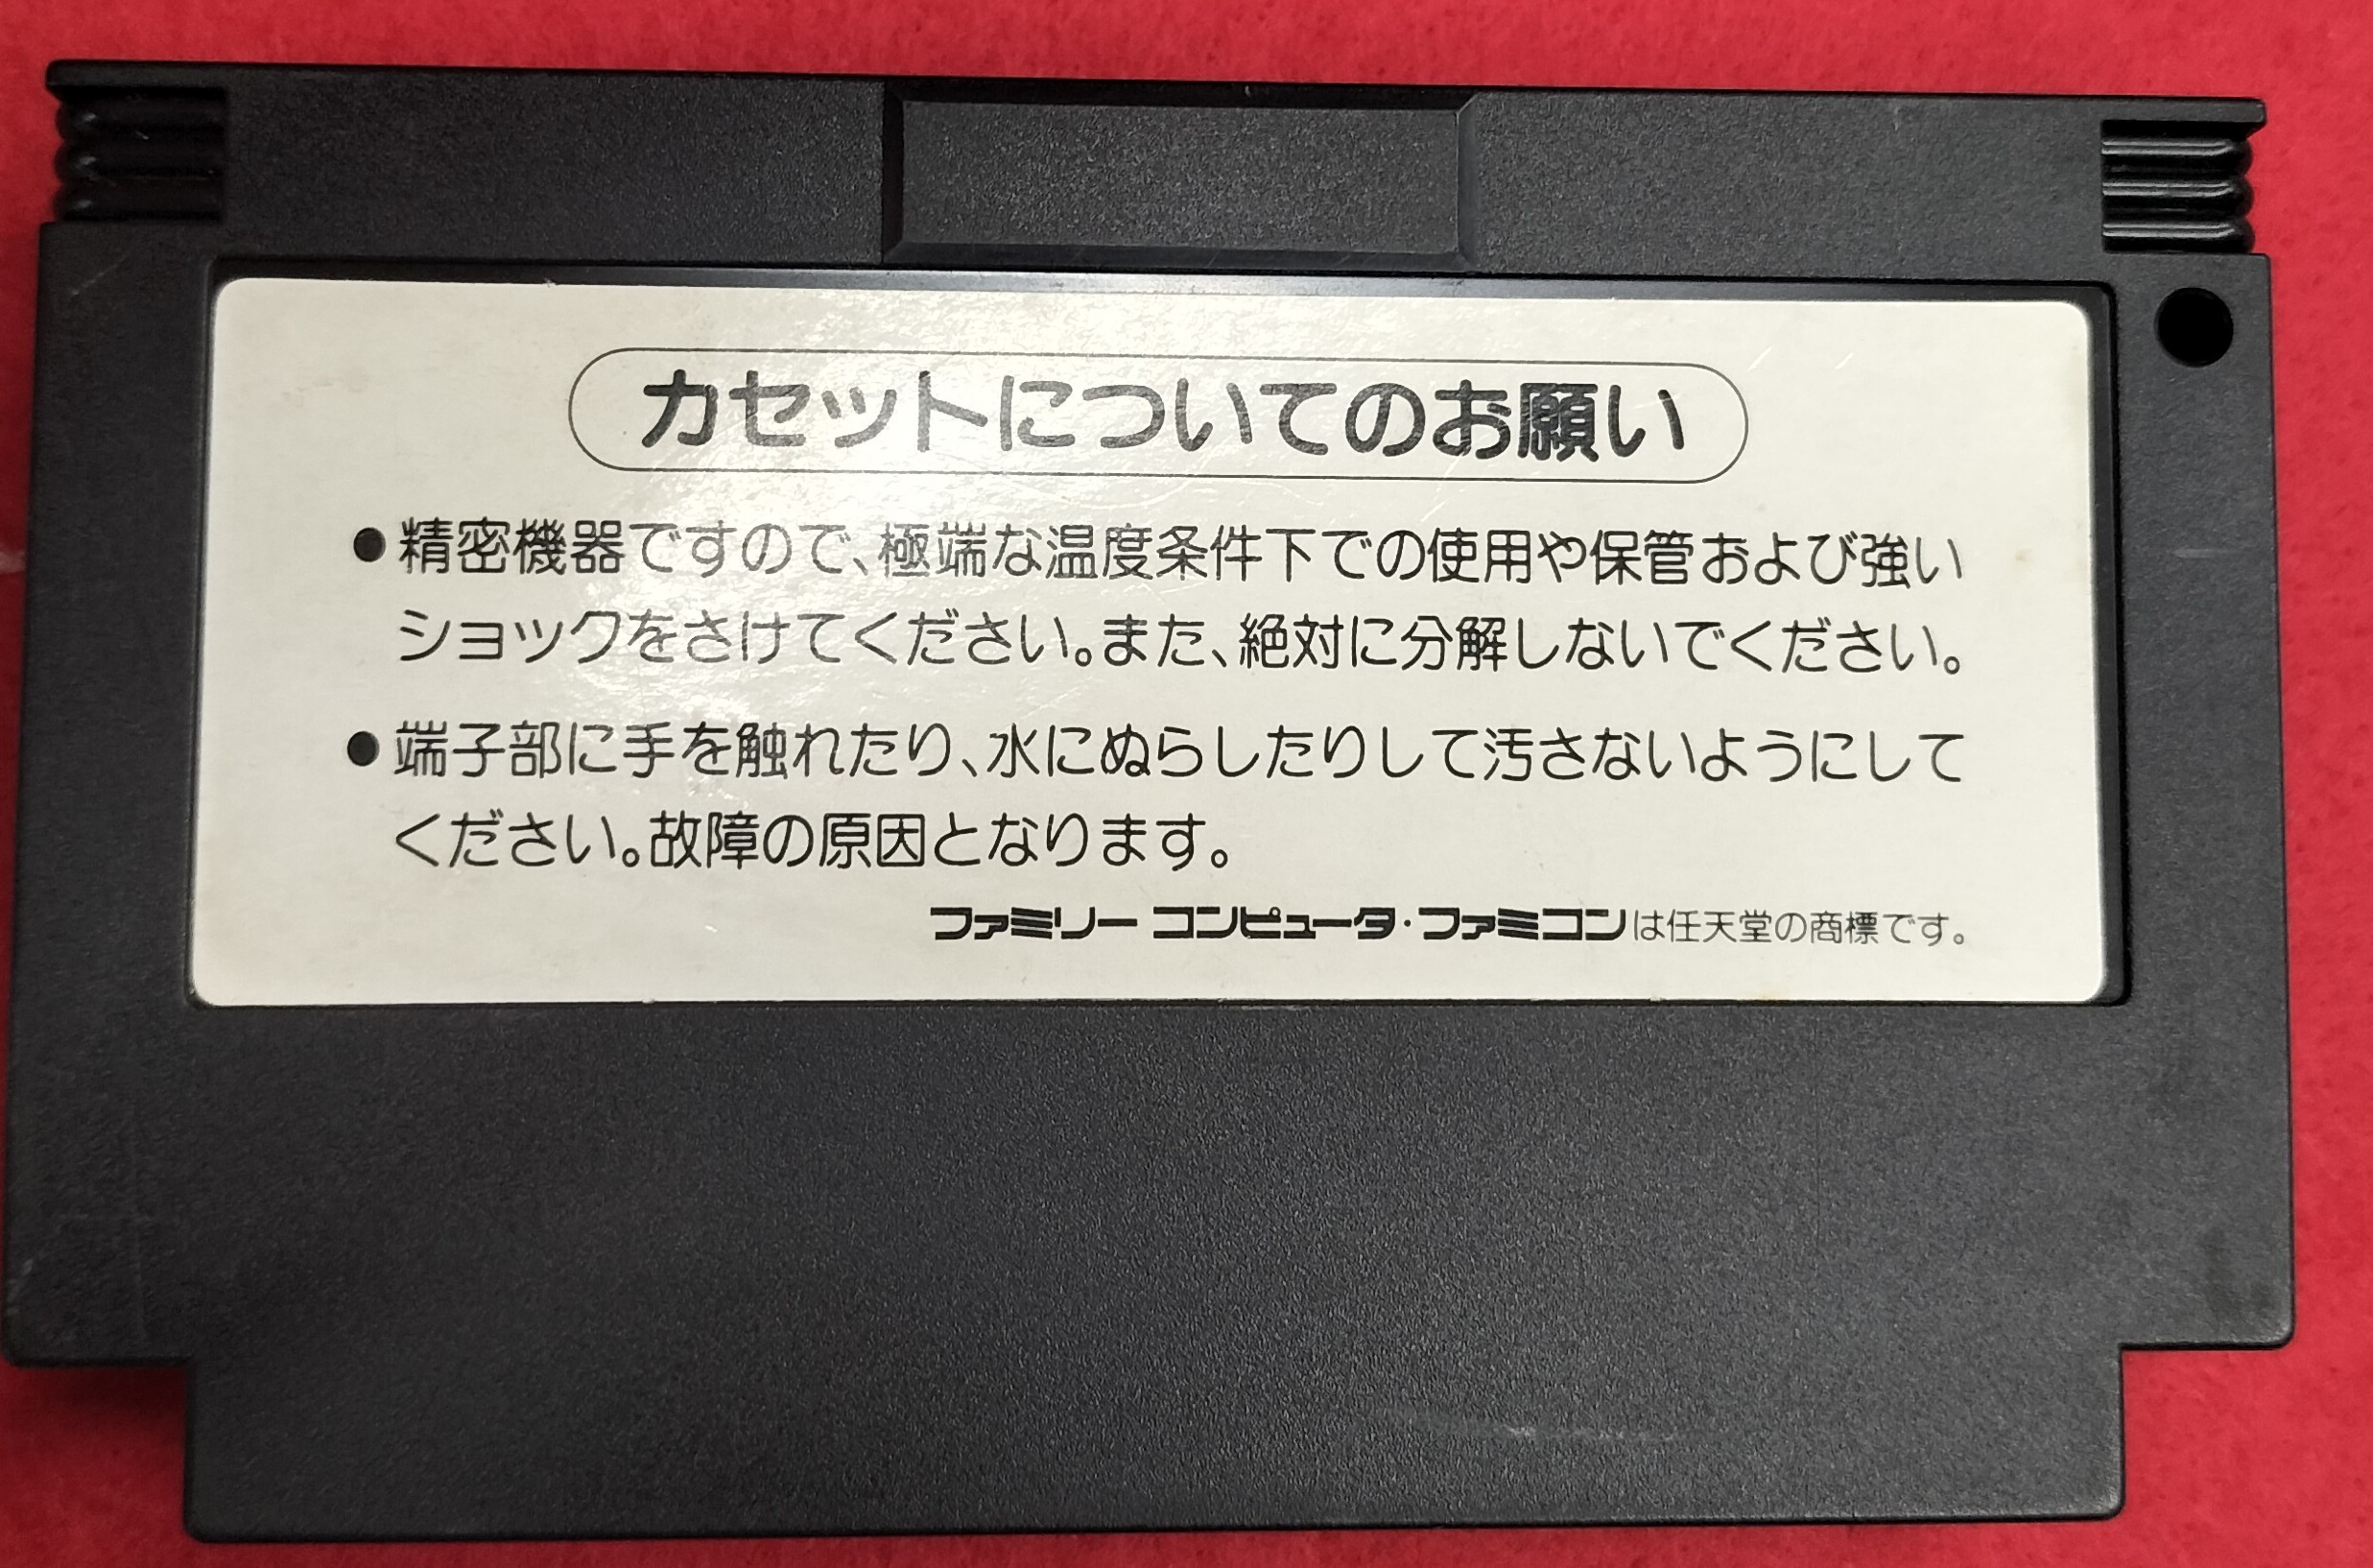 カセットについてのお願い
●精密機器ですので、極端な温度条件下での使用や保管および強い
ショックをさけてください。また、絶対に分解しないでください。
●端子部に手を触れたり、水にぬらしたりして汚さないようにして
ください。故障の原因となります。
ファミリー コンピュータ・ファミコンは任天堂の商標です。